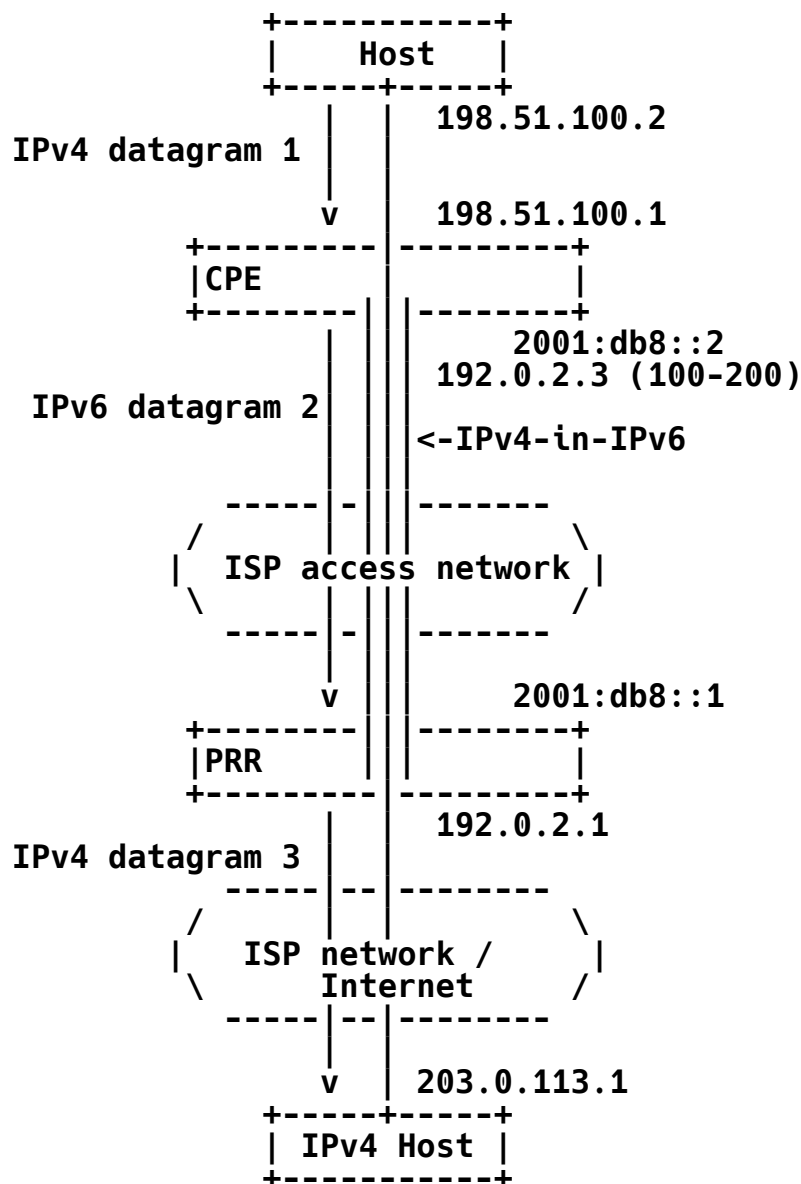 Host
198.51.100.2
IPv4 datagram 1
v 198.51.100.1
CPE
2001:db8::2
192.0.2.3 (100-200)
IPv6 datagram 2
<-IPv4-in-IPv6
ISP access network
v 2001:db8::1
PRR
192.0.2.1
IPv4 datagram 3
ISP network /
Internet
v 203.0.113.1
IPv4 Host